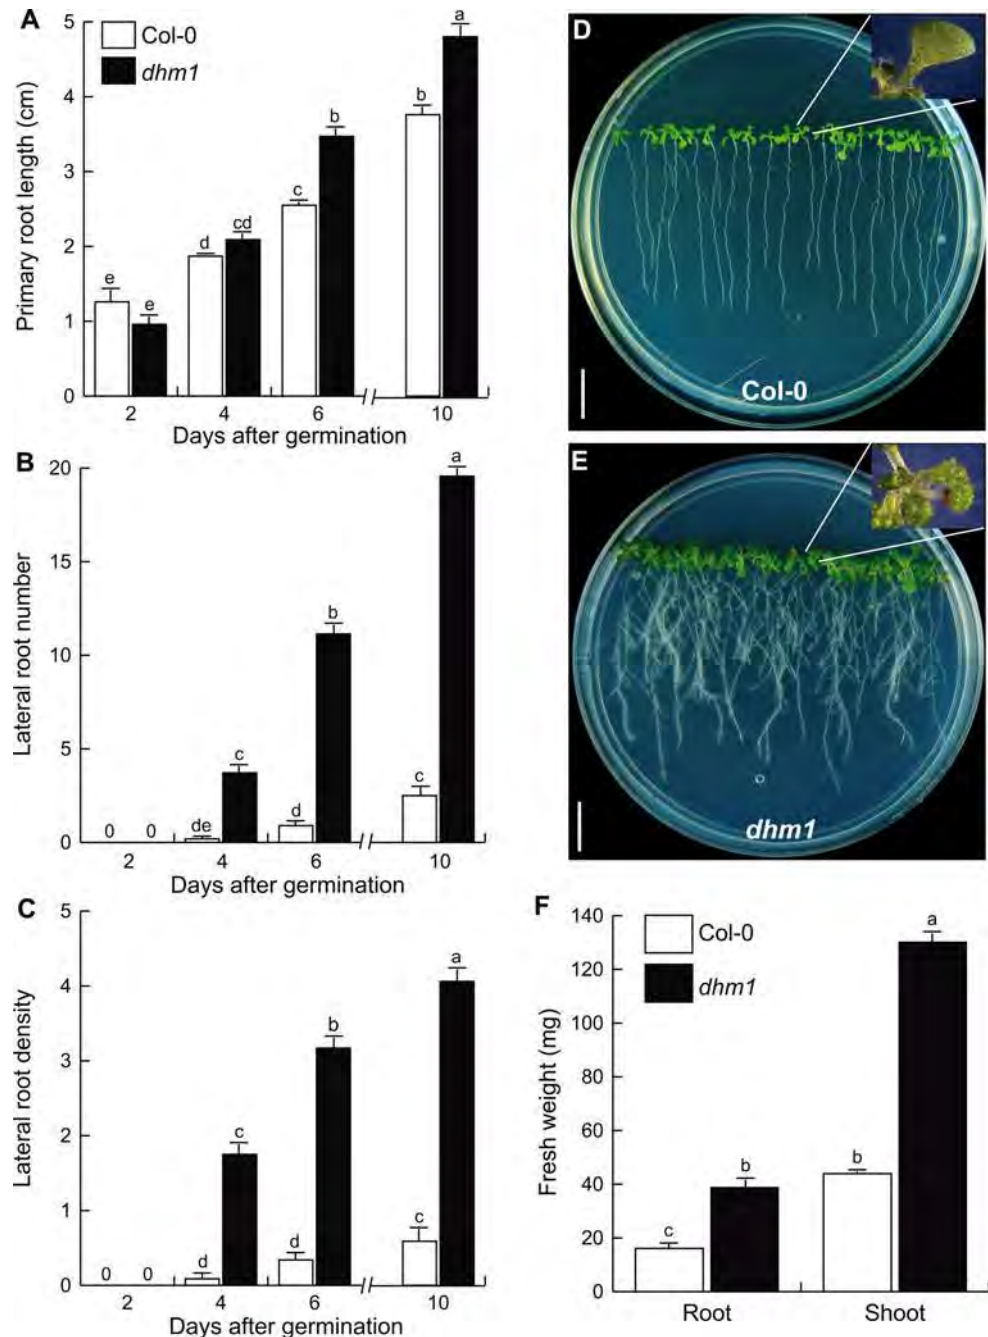 A
Col-0
dhm1
Primary root length (cm)
5
4
3
2
1
0
e
e
d
cd
c
b
b
a
2
4
6
10
Days after germination
B
Lateral root number
20
15
10
5
0
0
0
de
c
d
b
c
a
2
4
6
10
Days after germination
C
Lateral root density
5
4
3
2
1
0
0
0
d
c
d
b
c
a
2
4
6
10
Days after germination
D
Col-0
E
dhm1
F
Col-0
dhm1
Fresh weight (mg)
140
120
100
80
60
40
20
0
c
b
b
a
Root
Shoot